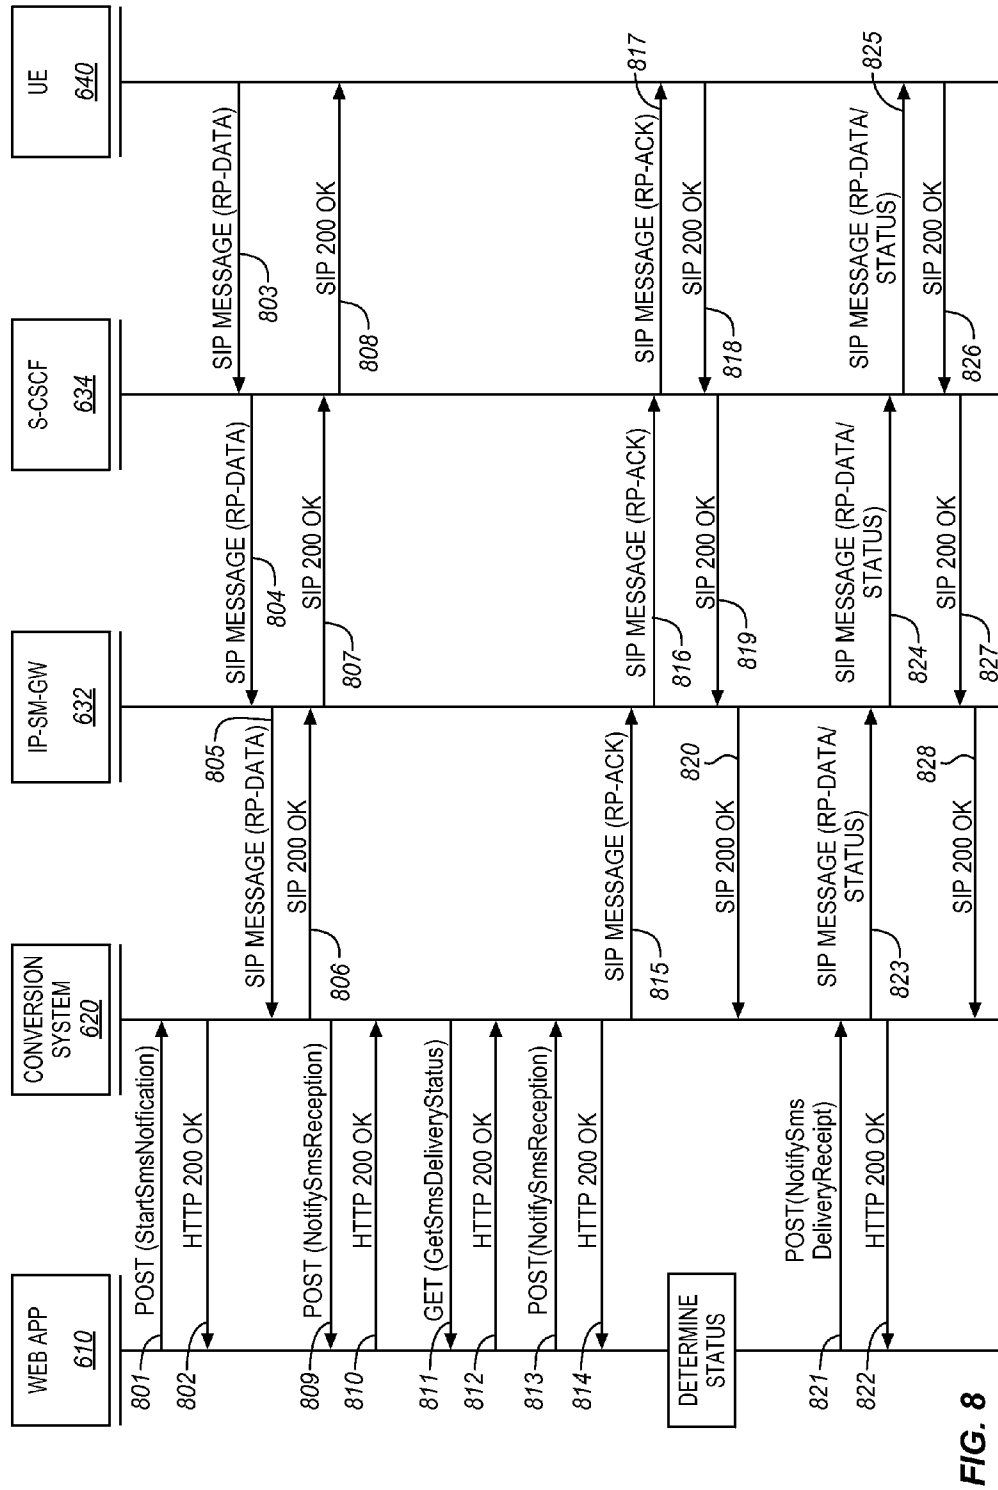 WEB APP
610
CONVERSION
SYSTEM
620
IP-SM-GW
632
S-CSCF
634
UE
640
801
POST (StartSmsNotfication)
802
HTTP 200 OK
SIP MESSAGE (RP-DATA)
803
SIP MESSAGE (RP-DATA)
804
805
SIP MESSAGE (RP-DATA)
SIP 200 OK
806
SIP 200 OK
807
SIP 200 OK
808
809
POST (NotifySmsReception)
810
HTTP 200 OK
811
GET (GetSmsDeliveryStatus)
812
HTTP 200 OK
813
POST(NotifySmsReception)
814
HTTP 200 OK
SIP MESSAGE (RP-ACK)
815
SIP MESSAGE (RP-ACK)
816
SIP MESSAGE (RP-ACK)
817
SIP 200 OK
818
SIP 200 OK
819
820
SIP 200 OK
DETERMINE
STATUS
821
POST(NotifySms
DeliveryReceipt)
822
HTTP 200 OK
SIP MESSAGE (RP-DATA/
STATUS)
823
SIP MESSAGE (RP-DATA/
STATUS)
824
SIP MESSAGE (RP-DATA/
STATUS)
825
SIP 200 OK
826
SIP 200 OK
827
828
SIP 200 OK
FIG. 8